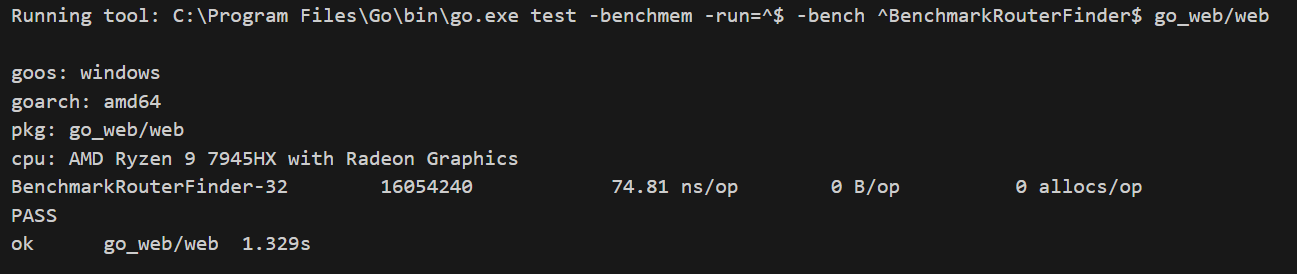 Running tool: C:\Program Files\Go\bin\go.exe test -benchmem -run=^$ -bench ^BenchmarkRouterFinder$ go_web/web
goos: windows
goarch: amd64
pkg: go_web/web
cpu: AMD Ryzen 9 7945HX with Radeon Graphics
BenchmarkRouterFinder-32        16054240            74.81 ns/op        0 B/op          0 allocs/op
PASS
ok      go_web/web  1.329s